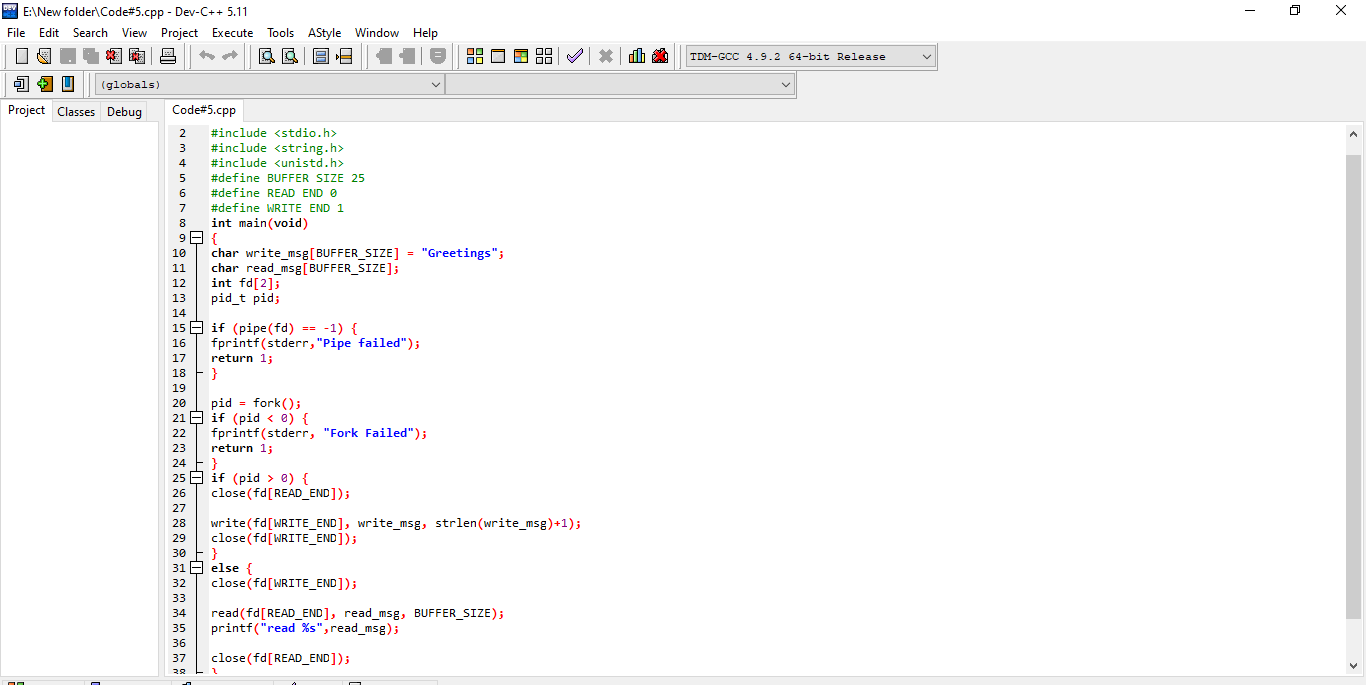 E:\New folder\Code#5.cpp - Dev-C++ 5.11
File Edit Search View Project Execute Tools AStyle Window Help
TDM-GCC 4.9.2 64-bit Release
(globals)
Project Classes Debug
Code#5.cpp
2 #include <stdio.h>
3 #include <string.h>
4 #include <unistd.h>
5 #define BUFFER SIZE 25
6 #define READ END 0
7 #define WRITE END 1
8 int main(void)
9 {
10 char write_msg[BUFFER_SIZE] = "Greetings";
11 char read_msg[BUFFER_SIZE];
12 int fd[2];
13 pid_t pid;
14
15 if (pipe(fd) == -1) {
16 fprintf(stderr,"Pipe failed");
17 return 1;
18 }
19
20 pid = fork();
21 if (pid < 0) {
22 fprintf(stderr, "Fork Failed");
23 return 1;
24 }
25 if (pid > 0) {
26 close(fd[READ_END]);
27
28 write(fd[WRITE_END], write_msg, strlen(write_msg)+1);
29 close(fd[WRITE_END]);
30 }
31 else {
32 close(fd[WRITE_END]);
33
34 read(fd[READ_END], read_msg, BUFFER_SIZE);
35 printf("read %s",read_msg);
36
37 close(fd[READ_END]);
38 }